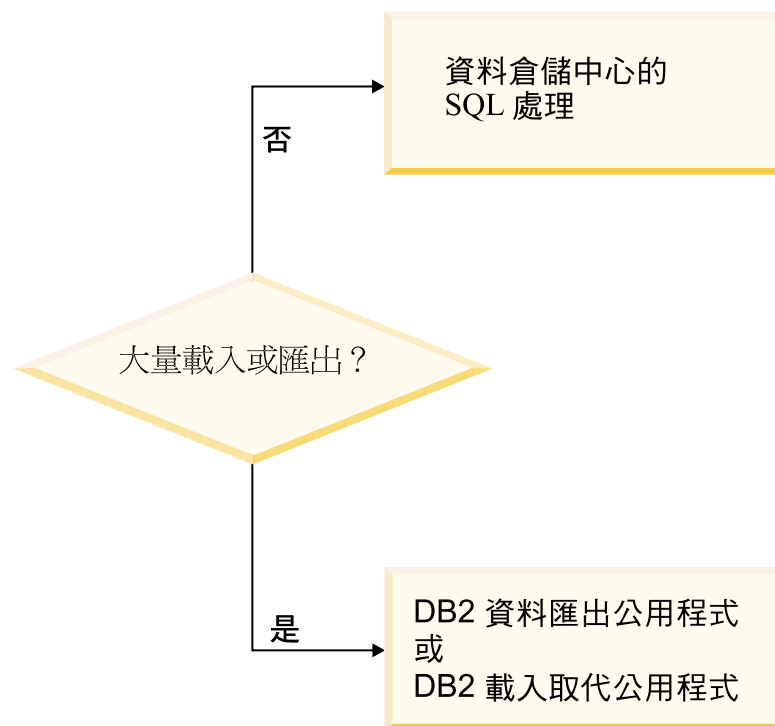 資料倉儲中心的
SQL 處理
否
大量載入或匯出？
是
DB2 資料匯出公用程式
或
DB2 載入取代公用程式